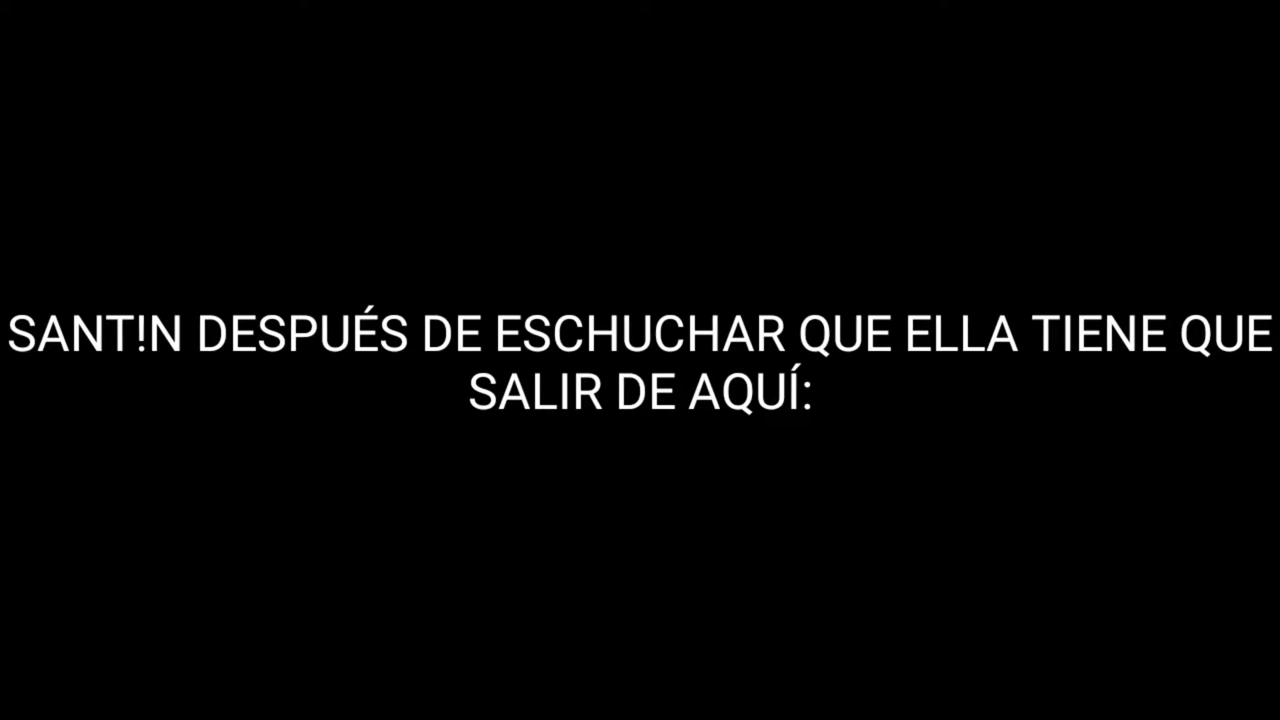 SANT!N DESPUÉS DE ESCHUCHAR QUE ELLA TIENE QUE
SALIR DE AQUÍ: